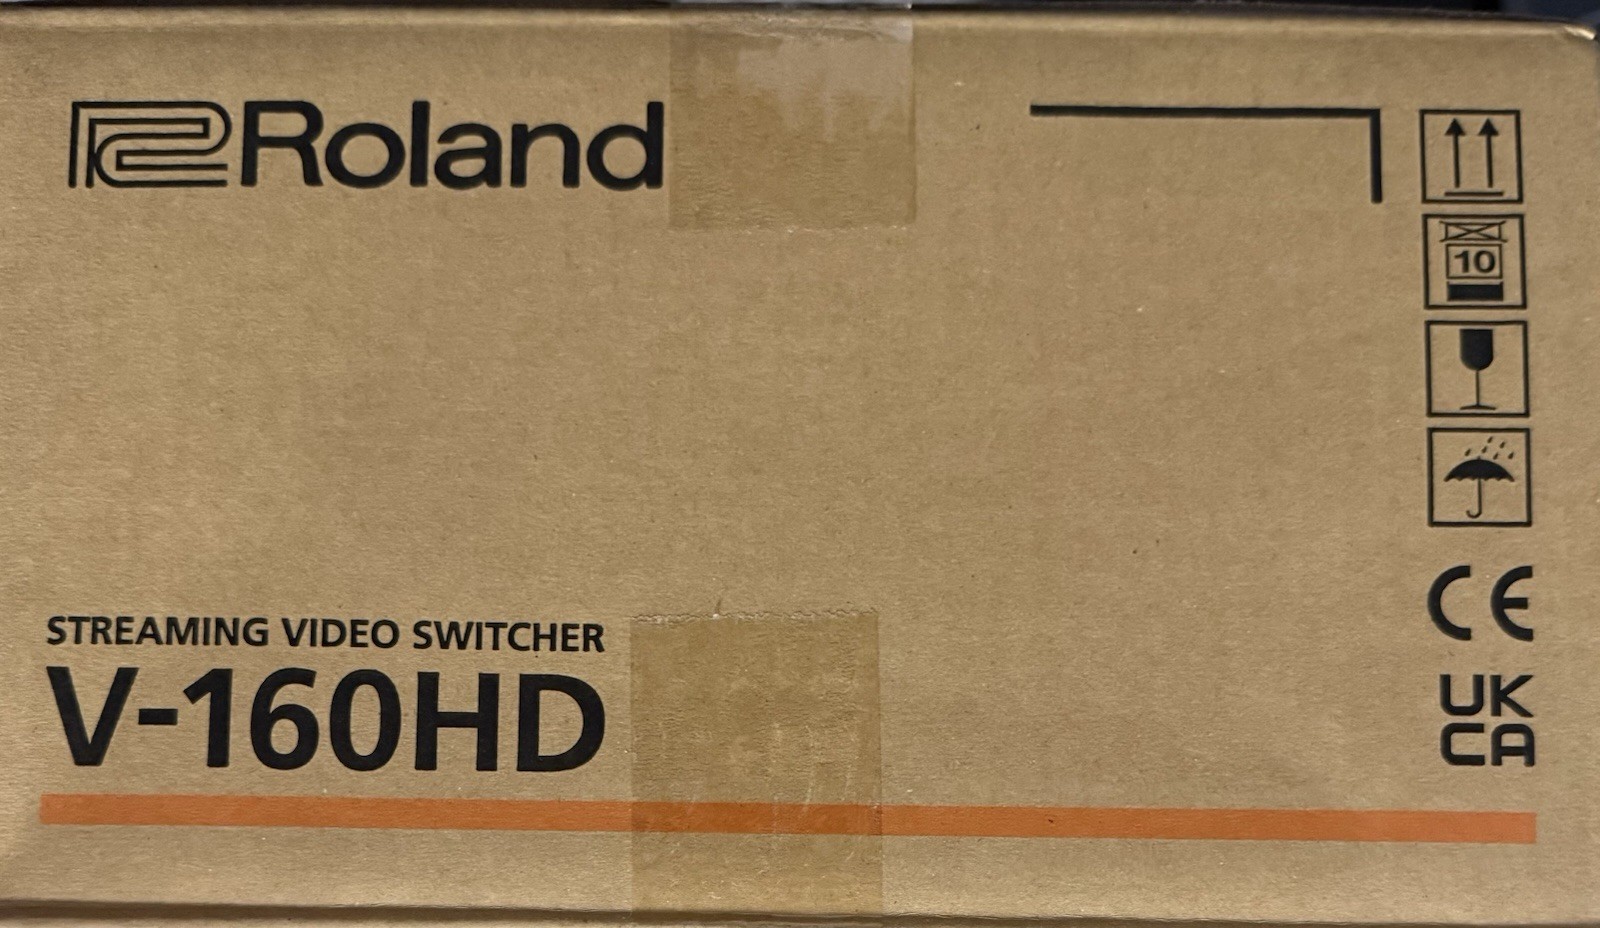 Roland
10
STREAMING VIDEO SWITCHER
V-160HD
CE
UK
CA